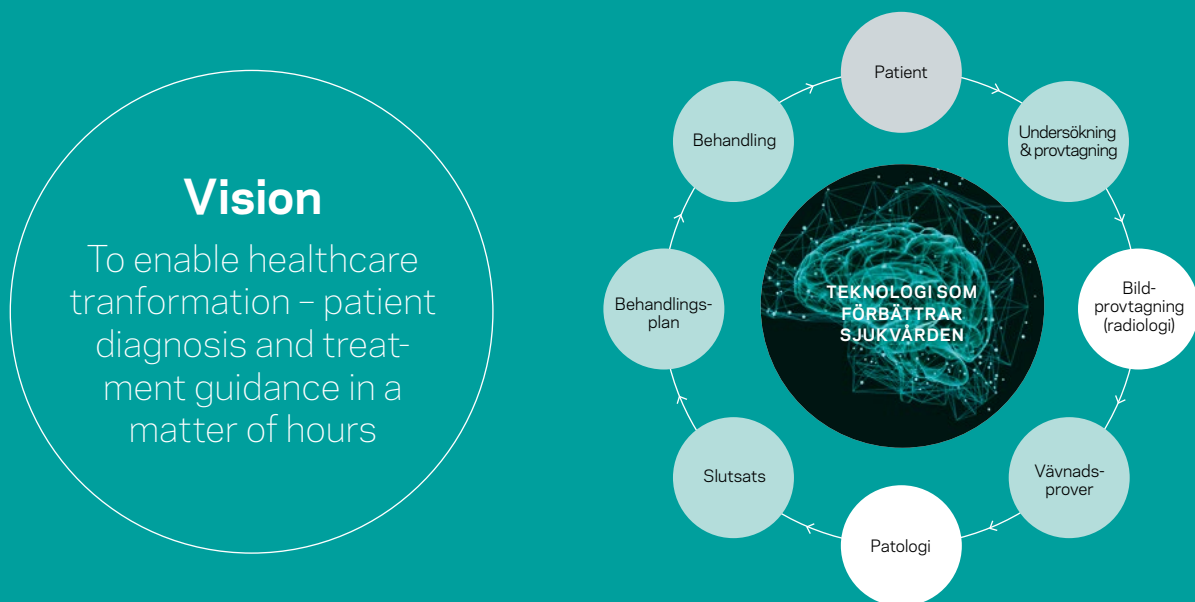 Vision
To enable healthcare
tranformation – patient
diagnosis and treat-
ment guidance in a
matter of hours
Patient
Undersökning
& provtagning
Bild-
provtagning
(radiologi)
Vävnads-
prover
Patologi
Slutsats
Behandlings-
plan
Behandling
TEKNOLOGI SOM
FÖRBÄTTRAR
SJUKVÅRDEN